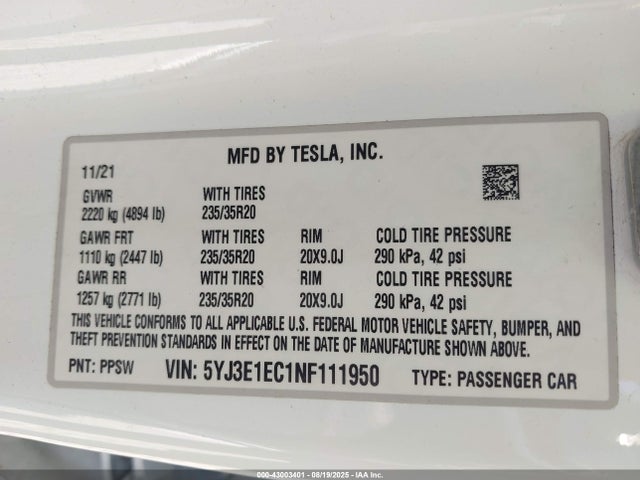 MFD BY TESLA, INC.
11/21
GVWR WITH TIRES
2220 kg (4894 lb) 235/35R20
GAWR FRT WITH TIRES RIM COLD TIRE PRESSURE
1110 kg (2447 lb) 235/35R20 20X9.0J 290 kPa, 42 psi
GAWR RR WITH TIRES RIM COLD TIRE PRESSURE
1257 kg (2771 lb) 235/35R20 20X9.0J 290 kPa, 42 psi
THIS VEHICLE CONFORMS TO ALL APPLICABLE U.S. FEDERAL MOTOR VEHICLE SAFETY, BUMPER, AND
THEFT PREVENTION STANDARDS IN EFFECT ON THE DATE OF MANUFACTURE SHOWN ABOVE.
PNT: PPSW VIN: 5YJ3E1EC1NF111950 TYPE: PASSENGER CAR
000-43003401 - 08/19/2025 - IAA Inc.